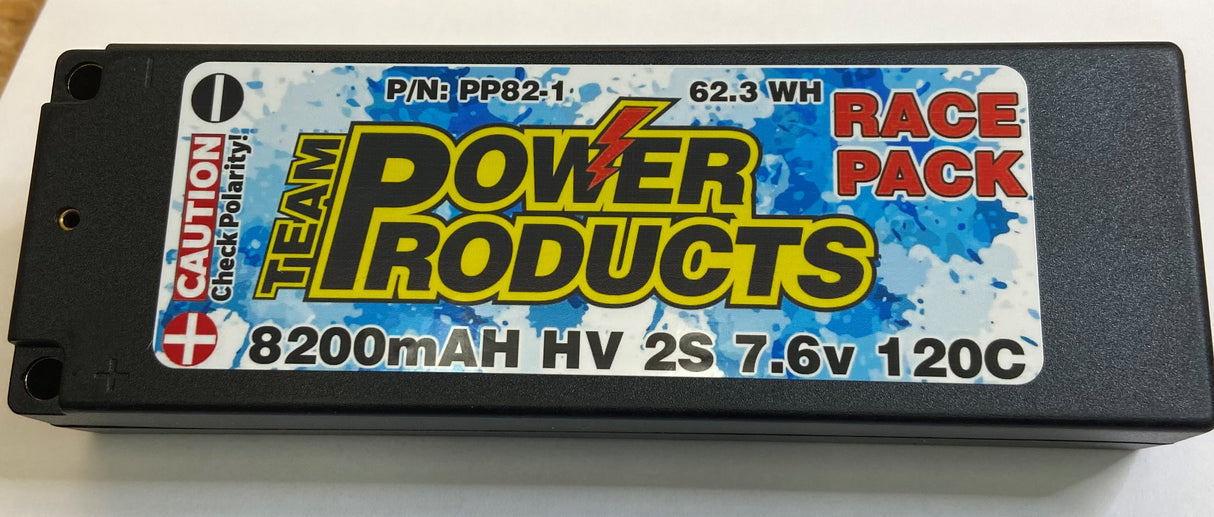 P/N: PP82-1
62.3 WH
RACE
PACK
CAUTION
Check Polarity!
TEAM
POWER
PRODUCTS
8200mAH HV 2S 7.6v 120C